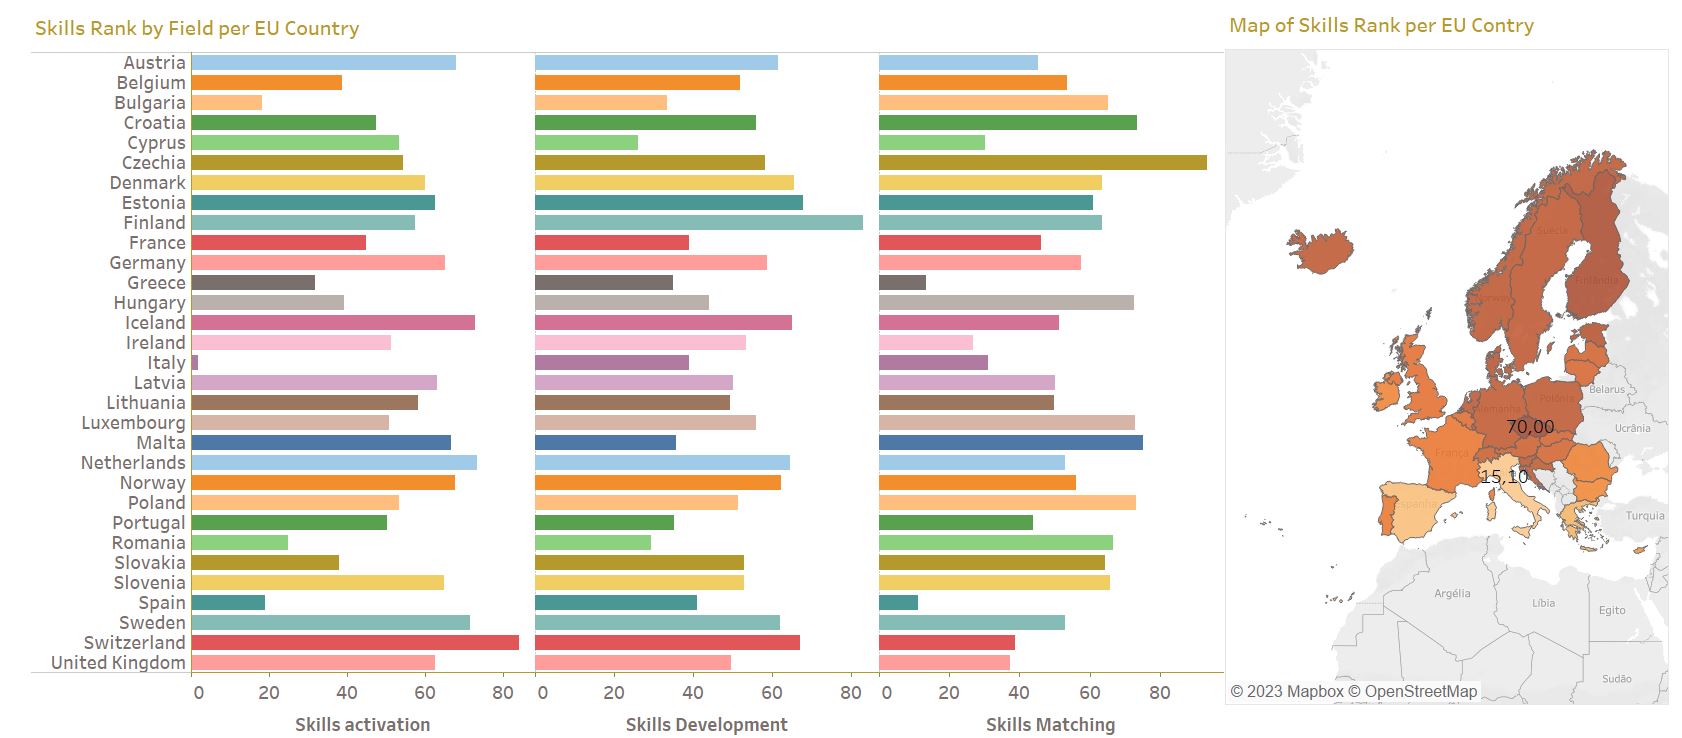 Skills Rank by Field per EU Country
Austria
Belgium
Bulgaria
Croatia
Cyprus
Czechia
Denmark
Estonia
Finland
France
Germany
Greece
Hungary
Iceland
Ireland
Italy
Latvia
Lithuania
Luxembourg
Malta
Netherlands
Norway
Poland
Portugal
Romania
Slovakia
Slovenia
Spain
Sweden
Switzerland
United Kingdom
0 20 40 60 80 0 20 40 60 80 0 20 40 60 80
Skills activation Skills Development Skills Matching
Map of Skills Rank per EU Contry
Suécia
Finlândia
Norway
Belarus
Alemanha Polónia
70,00
Ucrânia
França
15,10
Espanha
Turquia
Argélia
Líbia
Egito
Sudão
© 2023 Mapbox © OpenStreetMap